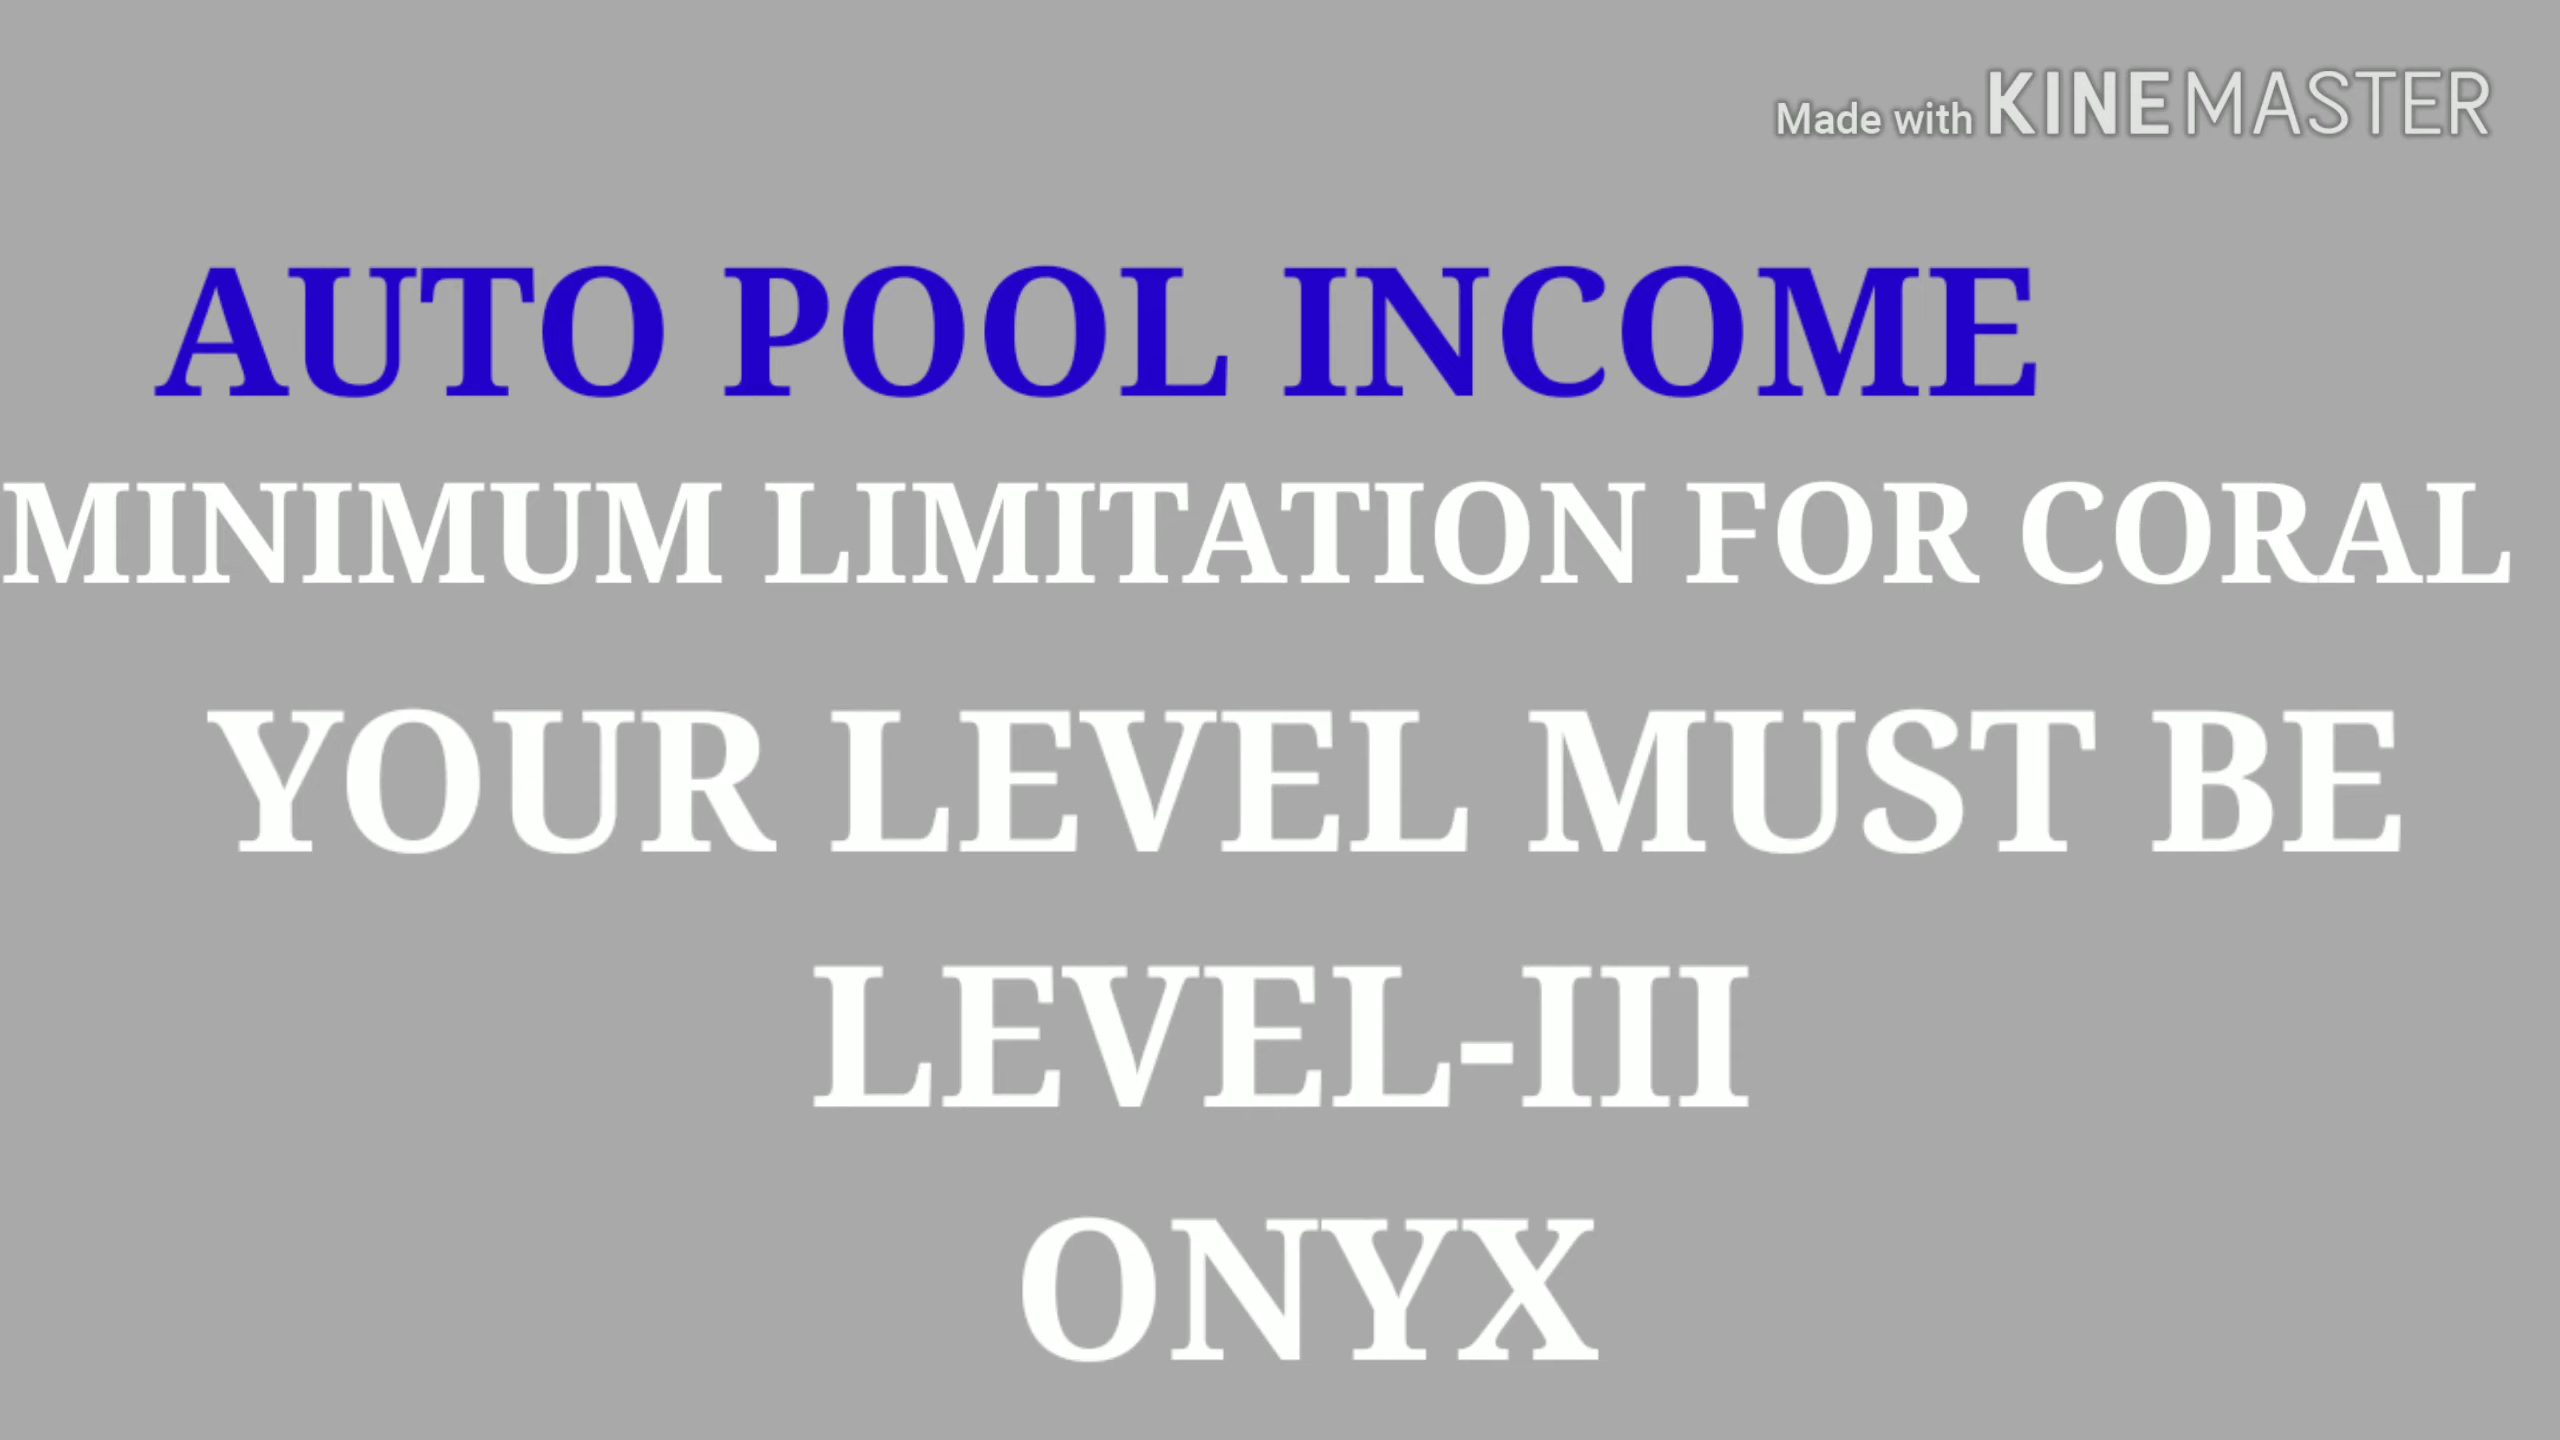 Made with KINEMASTER
AUTO POOL INCOME
MINIMUM LIMITATION FOR CORAL
YOUR LEVEL MUST BE
LEVEL-III
ONYX